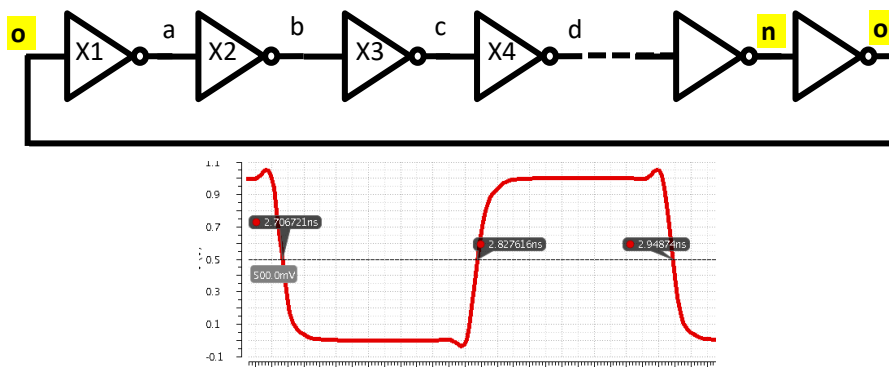 a b c d
o X1 X2 X3 X4 n o
1.1
0.9
0.7
0.5
0.3
0.1
-0.1
2.706721ns
2.827616ns
2.94874ns
500.0mV